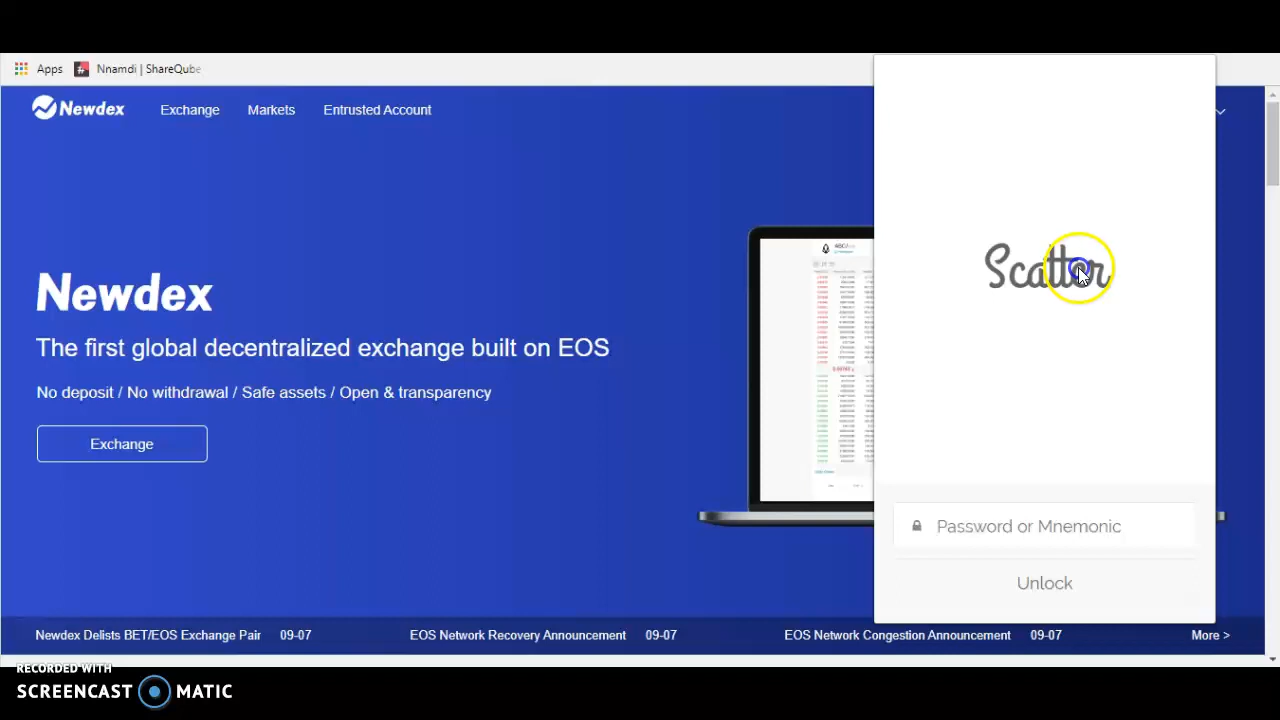 Apps Nnamdi | ShareQube
Newdex Exchange Markets Entrusted Account
Scatter
Newdex
The first global decentralized exchange built on EOS
No deposit / No withdrawal / Safe assets / Open & transparency
Exchange
Password or Mnemonic
Unlock
Newdex Delists BET/EOS Exchange Pair 09-07 EOS Network Recovery Announcement 09-07 EOS Network Congestion Announcement 09-07 More >
RECORDED WITH
SCREENCAST MATIC